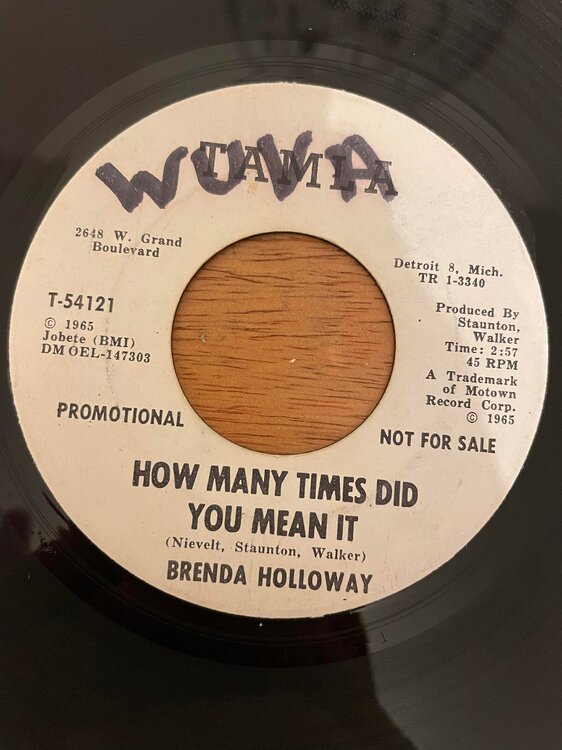 WUVA
TAMLA
2648 W. Grand
Boulevard
Detroit 8, Mich.
TR 1-3340
T-54121
© 1965
Jobete (BMI)
DM OEL-147303
Produced By
Staunton,
Walker
Time: 2:57
45 RPM
A Trademark
of Motown
Record Corp.
© 1965
PROMOTIONAL
NOT FOR SALE
HOW MANY TIMES DID
YOU MEAN IT
(Nievelt, Staunton, Walker)
BRENDA HOLLOWAY